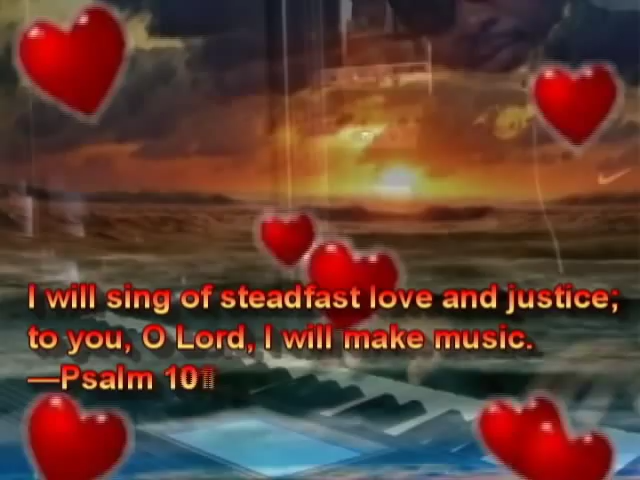 I will sing of steadfast love and justice;
to you, O Lord, I will make music.
—Psalm 10